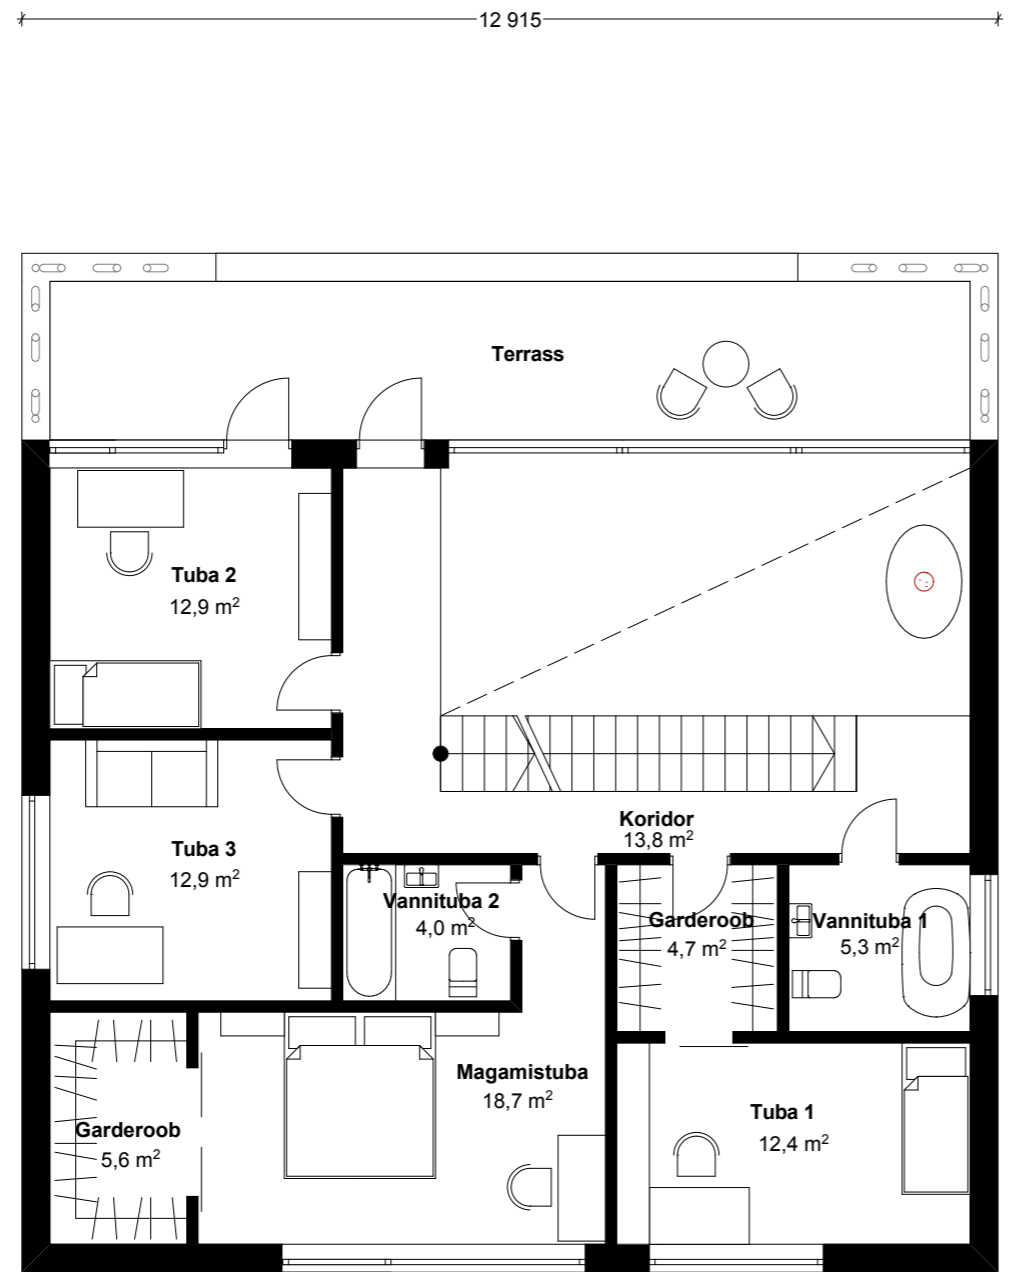 12 915
Terrass
Tuba 2
12,9 m²
Koridor
13,8 m²
Tuba 3
12,9 m²
Vannituba 2
4,0 m²
Garderoob
4,7 m²
Vannituba 1
5,3 m²
Magamistuba
18,7 m²
Tuba 1
12,4 m²
Garderoob
5,6 m²